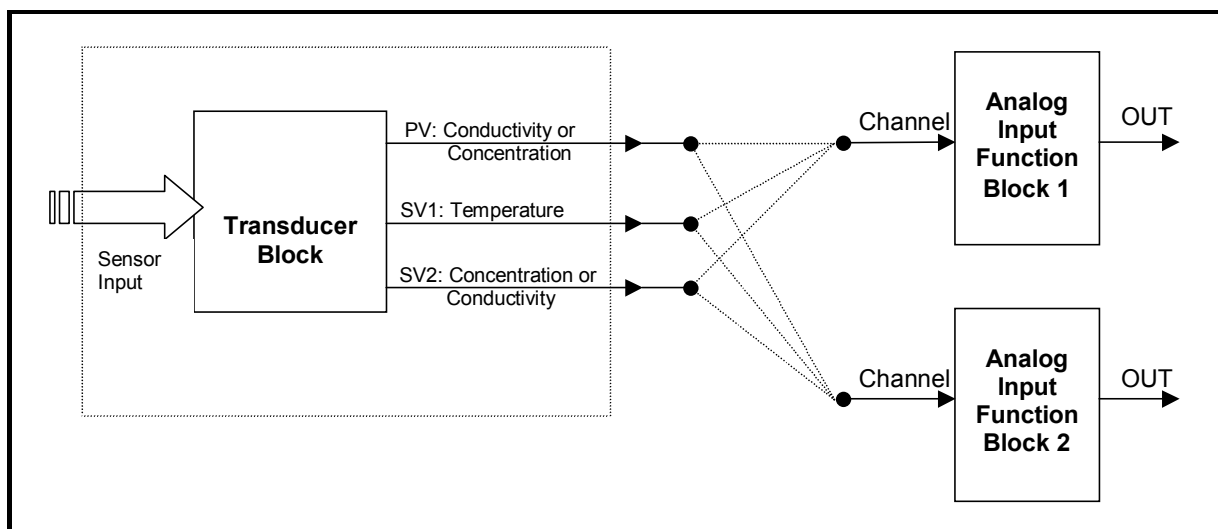 Sensor
Input
Transducer
Block
PV: Conductivity or
Concentration
SV1: Temperature
SV2: Concentration or
Conductivity
Channel
Analog
Input
Function
Block 1
OUT
Channel
Analog
Input
Function
Block 2
OUT